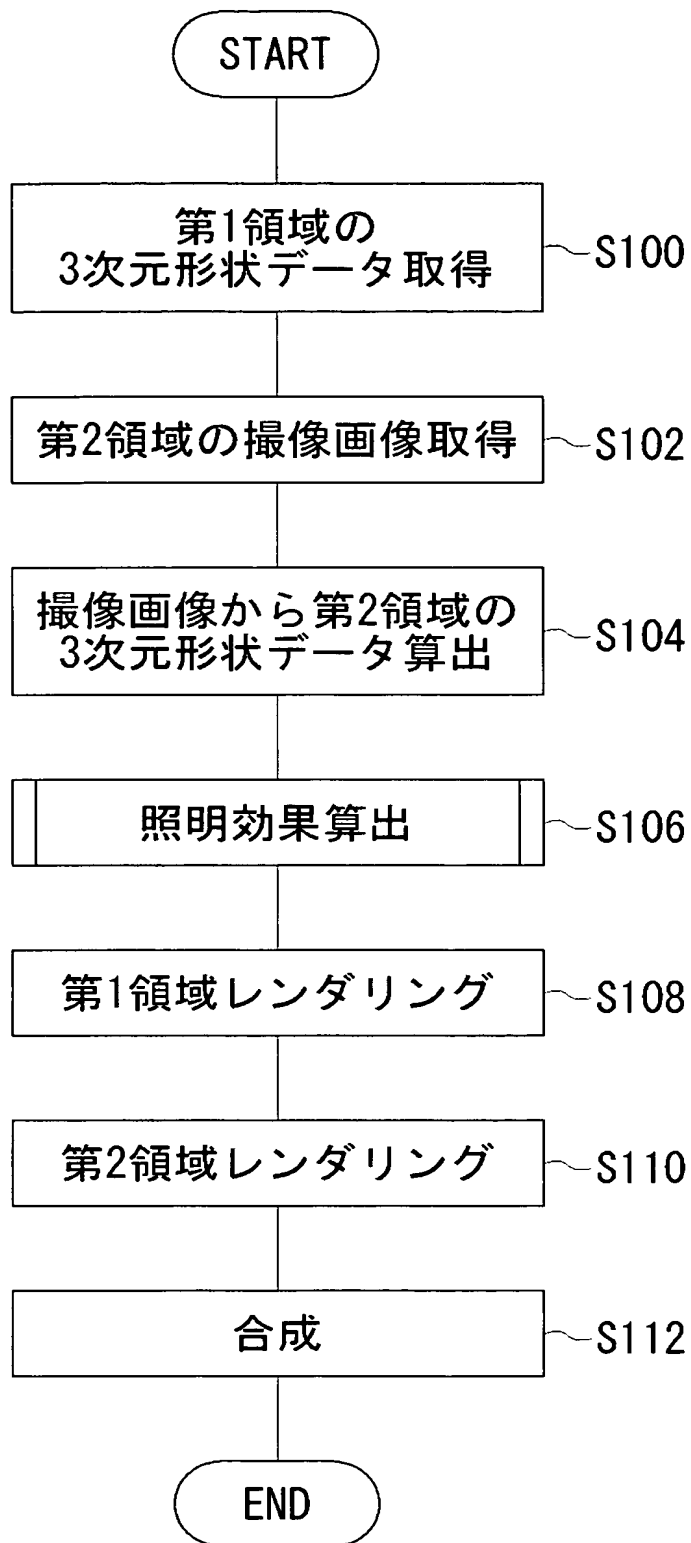 START
第1領域の
3次元形状データ取得
S100
第2領域の撮像画像取得
S102
撮像画像から第2領域の
3次元形状データ算出
S104
照明効果算出
S106
第1領域レンダリング
S108
第2領域レンダリング
S110
合成
S112
END